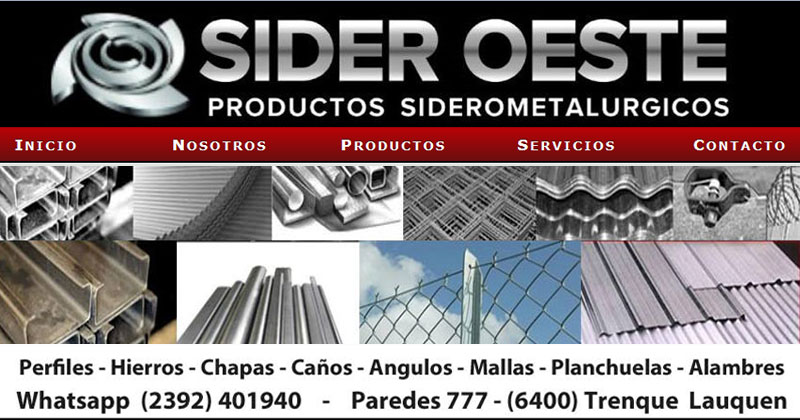 SIDER OESTE
PRODUCTOS SIDEROMETALURGICOS
INICIO NOSOTROS PRODUCTOS SERVICIOS CONTACTO
Perfiles - Hierros - Chapas - Caños - Angulos - Mallas - Planchuelas - Alambres
Whatsapp (2392) 401940 - Paredes 777 - (6400) Trenque Lauquen